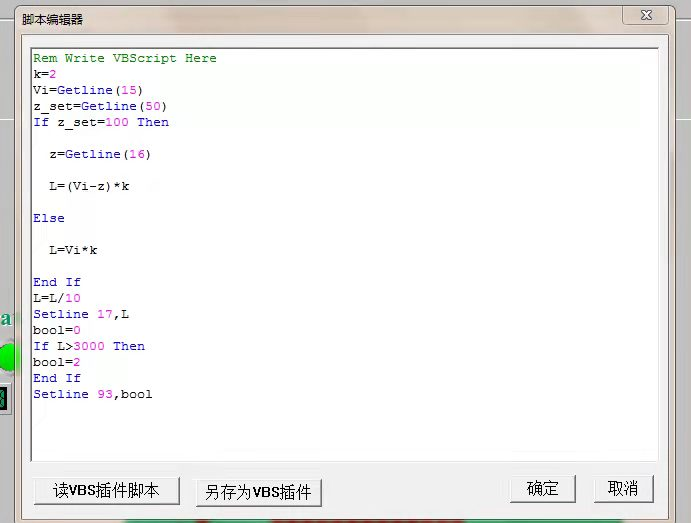 脚本编辑器
Rem Write VBScript Here
k=2
Vi=Getline(15)
z_set=Getline(50)
If z_set=100 Then
z=Getline(16)
L=(Vi-z)*k
Else
L=Vi*k
End If
L=L/10
Setline 17,L
bool=0
If L>3000 Then
bool=2
End If
Setline 93,bool
读VBS插件脚本
另存为VBS插件
确定
取消